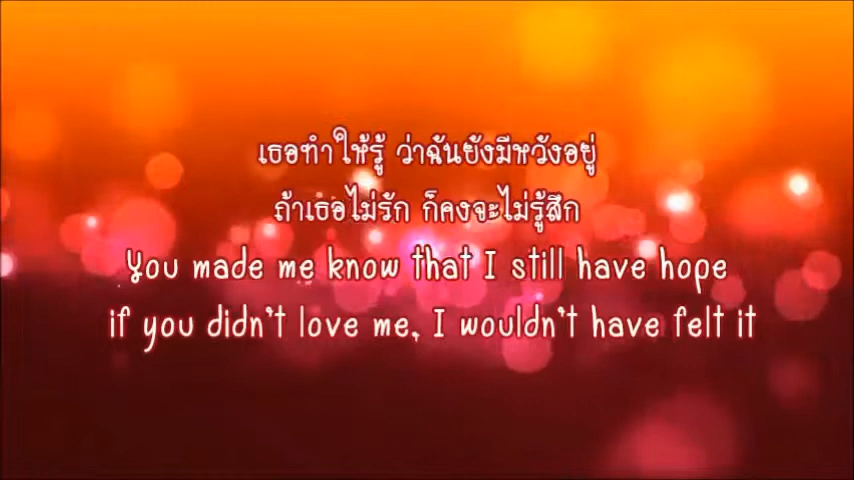 เธอทำให้รู้ ว่าฉันยังมีหวังอยู่
ถ้าเธอไม่รัก ก็คงจะไม่รู้สึก
You made me know that I still have hope
if you didn't love me, I wouldn't have felt it